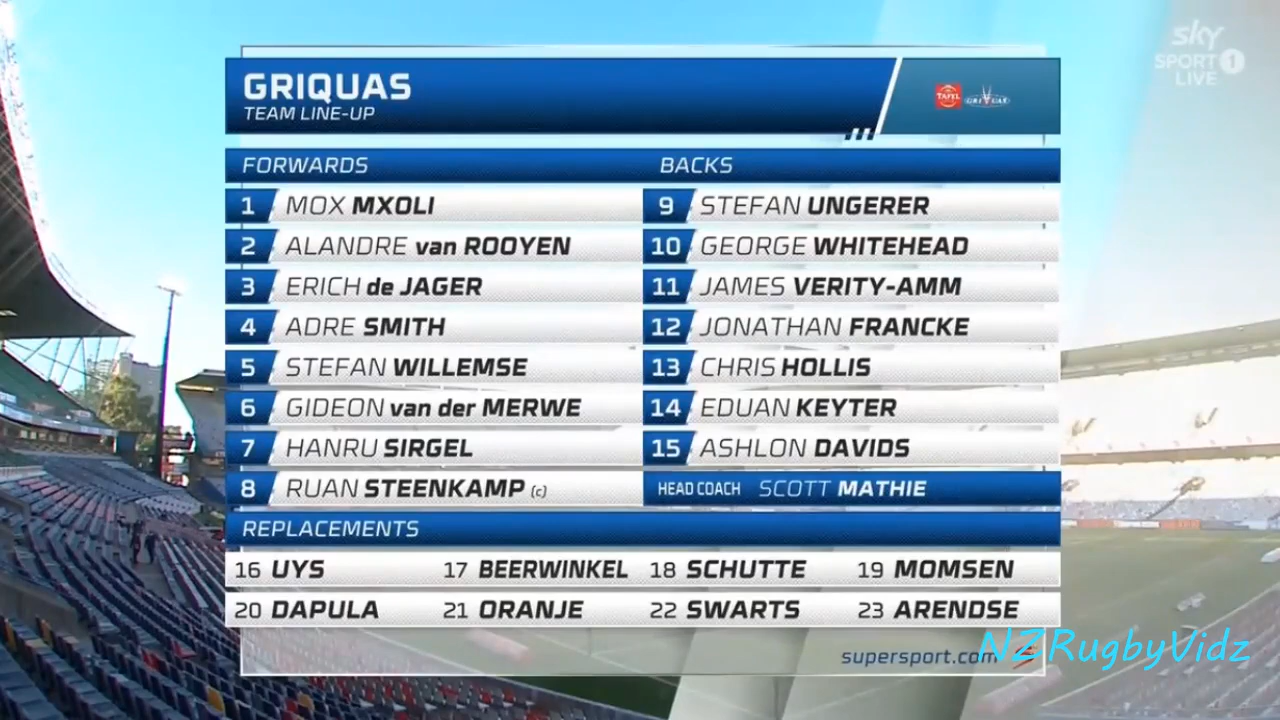 sky
SPORT 1
LIVE
GRIQUAS
TEAM LINE-UP
TAFEL
GRIQUAS
FORWARDS
BACKS
1 MOX MXOLI
2 ALANDRE van ROOYEN
3 ERICH de JAGER
4 ADRE SMITH
5 STEFAN WILLEMSE
6 GIDEON van der MERWE
7 HANRU SIRGEL
8 RUAN STEENKAMP (c)
9 STEFAN UNGERER
10 GEORGE WHITEHEAD
11 JAMES VERITY-AMM
12 JONATHAN FRANCKE
13 CHRIS HOLLIS
14 EDUAN KEYTER
15 ASHLON DAVIDS
HEAD COACH SCOTT MATHIE
REPLACEMENTS
16 UYS 17 BEERWINKEL 18 SCHUTTE 19 MOMSEN
20 DAPULA 21 ORANJE 22 SWARTS 23 ARENDSE
supersport.com
NZRugbyVidz